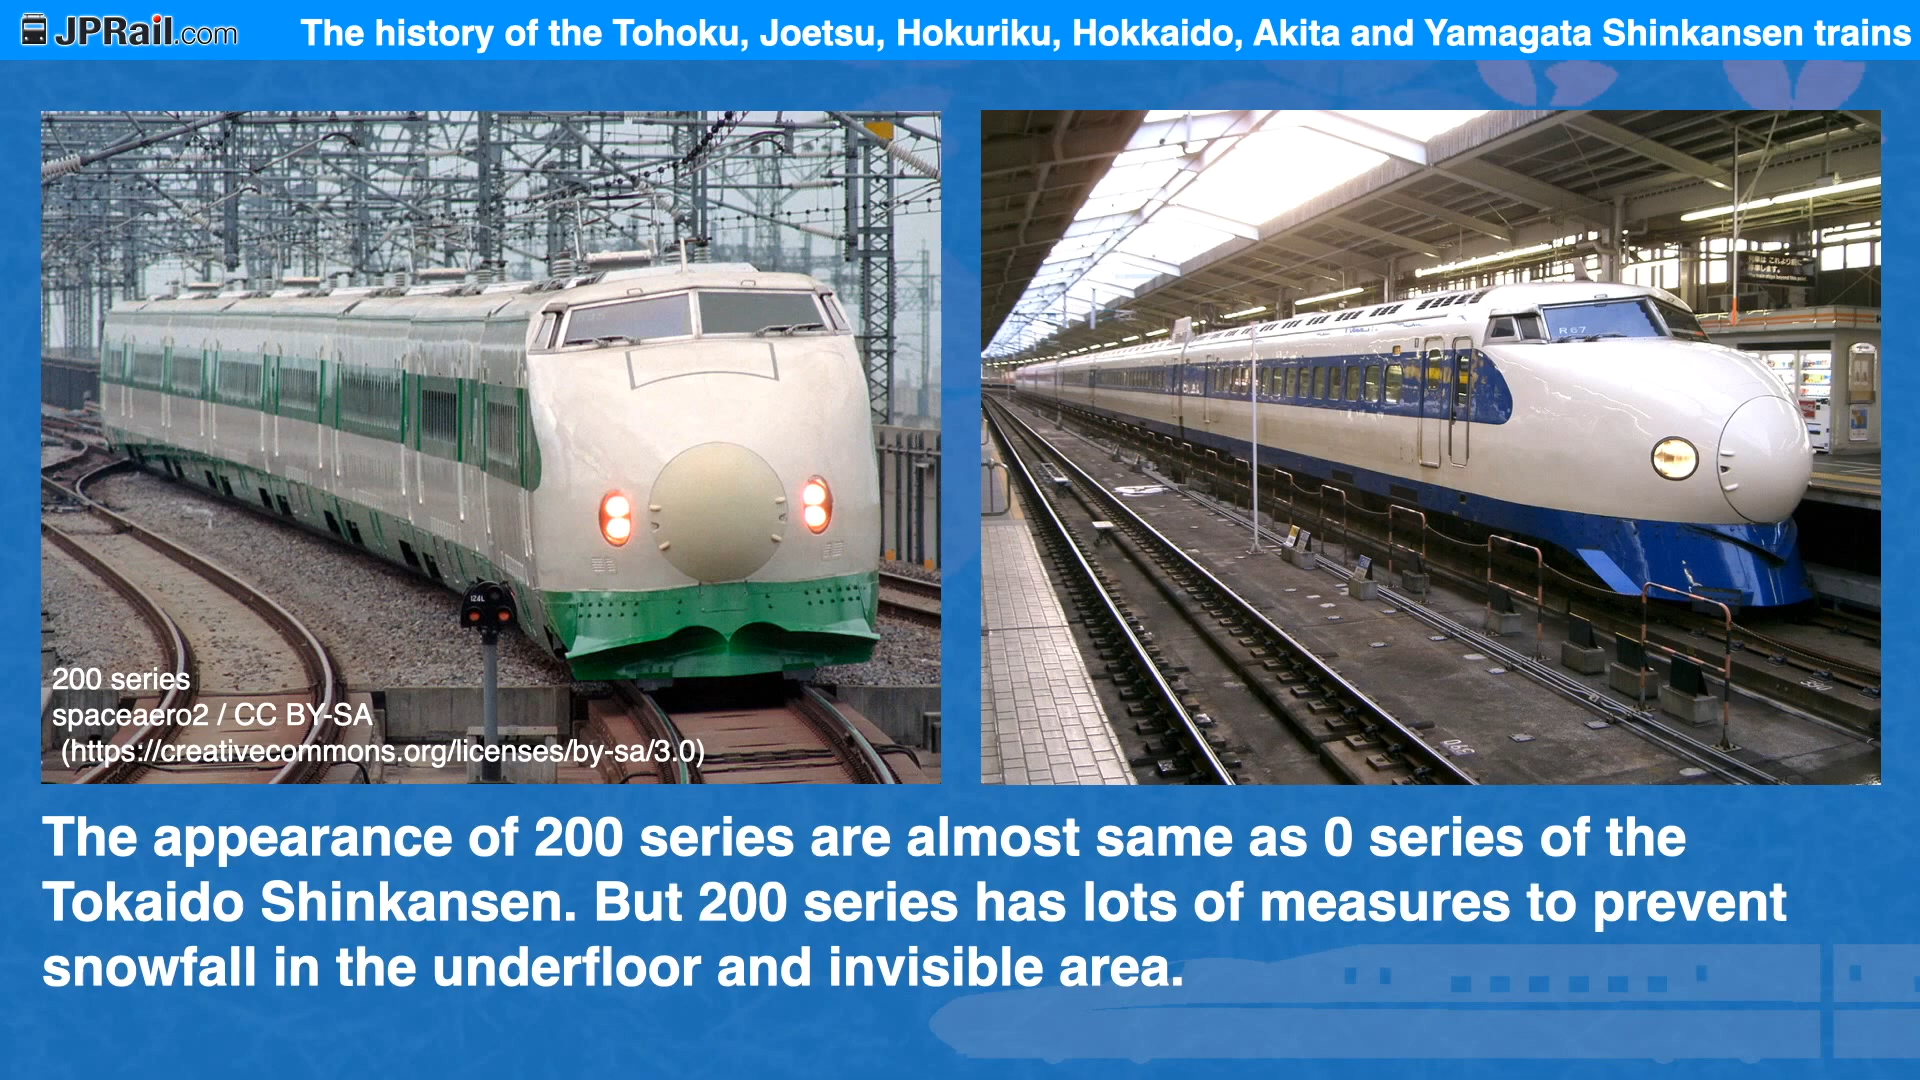 JPRail.com
The history of the Tohoku, Joetsu, Hokuriku, Hokkaido, Akita and Yamagata Shinkansen trains
R 67
124L
200 series
spaceaero2 / CC BY-SA
(https://creativecommons.org/licenses/by-sa/3.0)
The appearance of 200 series are almost same as 0 series of the
Tokaido Shinkansen. But 200 series has lots of measures to prevent
snowfall in the underfloor and invisible area.